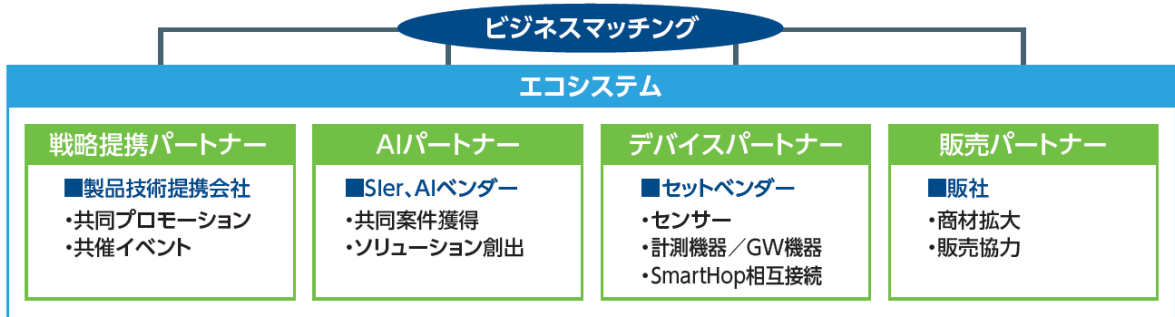 ビジネスマッチング
エコシステム
戦略提携パートナー
■製品技術提携会社
・共同プロモーション
・共催イベント
AIパートナー
■SIer、AIベンダー
・共同案件獲得
・ソリューション創出
デバイスパートナー
■セットベンダー
・センサー
・計測機器／GW機器
・SmartHop相互接続
販売パートナー
■販社
・商材拡大
・販売協力